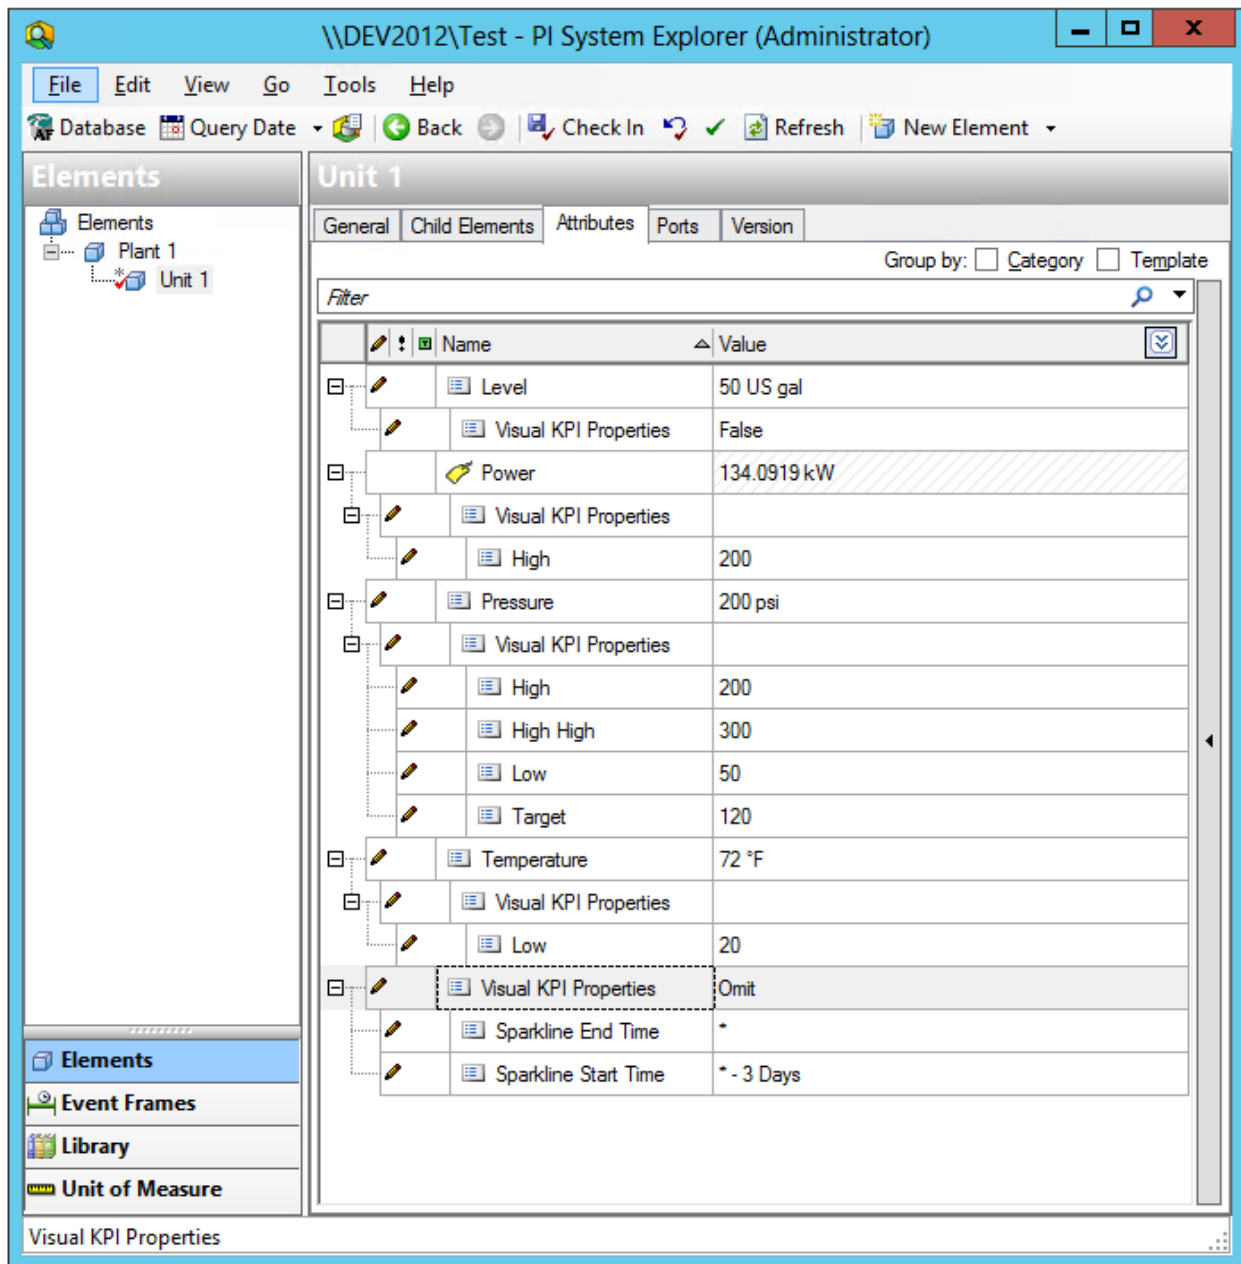 \\DEV2012\Test - PI System Explorer (Administrator)
File Edit View Go Tools Help
Database Query Date Back Check In Refresh New Element
Elements
Elements
Plant 1
Unit 1
Elements
Event Frames
Library
Unit of Measure
Unit 1
General Child Elements Attributes Ports Version
Group by: Category Template
Filter
Name Value
Level 50 US gal
Visual KPI Properties False
Power 134.0919 kW
Visual KPI Properties
High 200
Pressure 200 psi
Visual KPI Properties
High 200
High High 300
Low 50
Target 120
Temperature 72 °F
Visual KPI Properties
Low 20
Visual KPI Properties Omit
Sparkline End Time *
Sparkline Start Time * - 3 Days
Visual KPI Properties